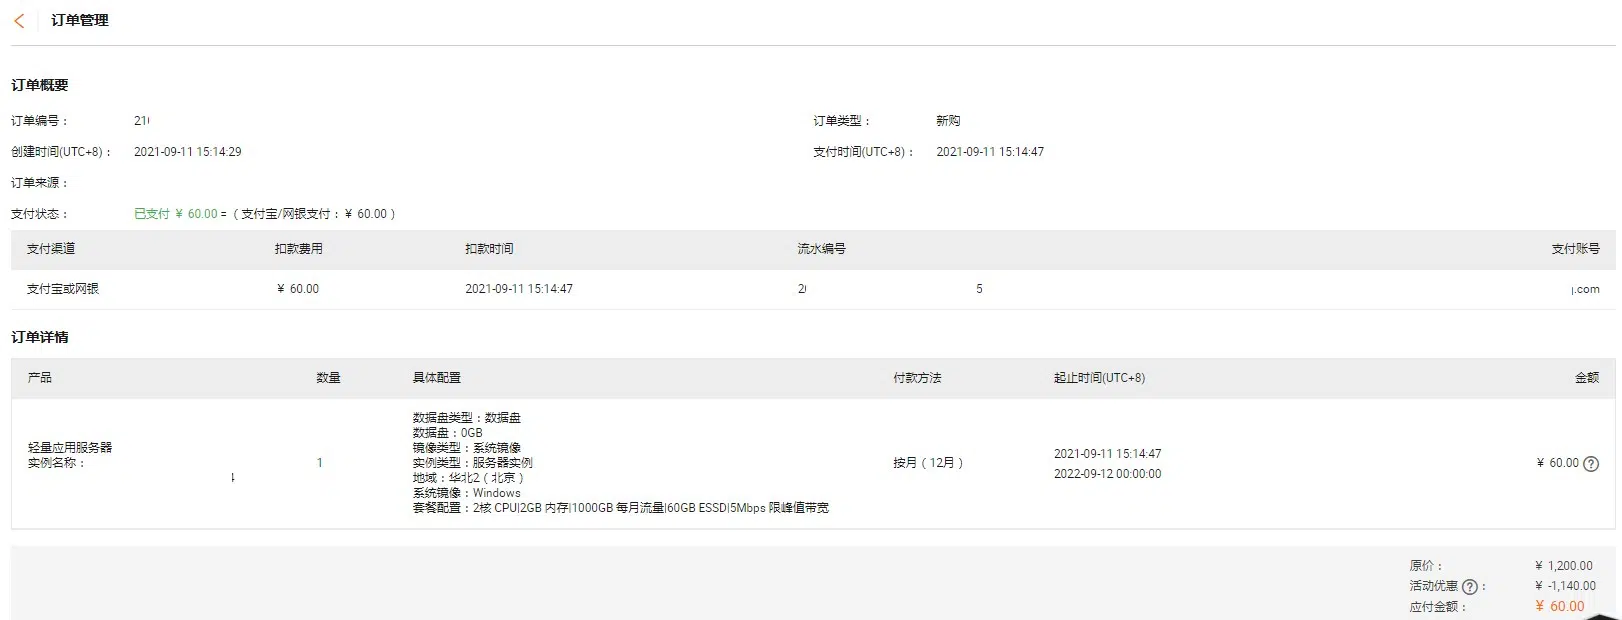 订单管理
订单概要
订单编号： 21 订单类型： 新购
创建时间(UTC+8)： 2021-09-11 15:14:29 支付时间(UTC+8)： 2021-09-11 15:14:47
订单来源：
支付状态： 已支付 ¥ 60.00 =（ 支付宝/网银支付：¥ 60.00 ）
支付渠道 扣款费用 扣款时间 流水编号 支付账号
支付宝或网银 ¥ 60.00 2021-09-11 15:14:47 2 5 .com
订单详情
产品 数量 具体配置 付款方法 起止时间(UTC+8) 金额
轻量应用服务器
实例名称：
1
数据盘类型：数据盘
数据盘：0GB
镜像类型：系统镜像
实例类型：服务器实例
地域：华北2（北京）
系统镜像：Windows
套餐配置：2核 CPU|2GB 内存|1000GB 每月流量|60GB ESSD|5Mbps 限峰值带宽
按月（12月）
2021-09-11 15:14:47
2022-09-12 00:00:00
¥ 60.00 ?
原价： ¥ 1,200.00
活动优惠 ?： ¥ -1,140.00
应付金额： ¥ 60.00